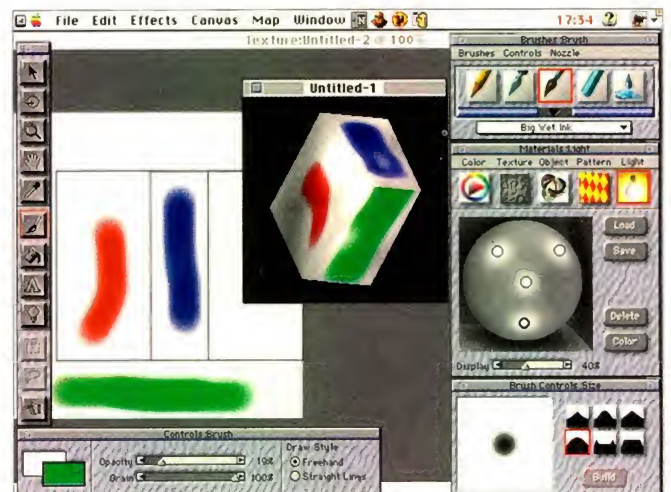 File Edit Effects Canvas Map Window 17:34
Texture:Untitled-2 @ 100
Untitled-1
Brushes:Brush
Brushes Controls Nozzle
Big Wet Ink
Materials:Light
Color Texture Object Pattern Light
Load
Save
Delete
Color
Display 40%
Brush Controls:Size
Build
Controls:Brush
Opacity 19%
Grain 100%
Draw Style
Freehand
Straight Lines